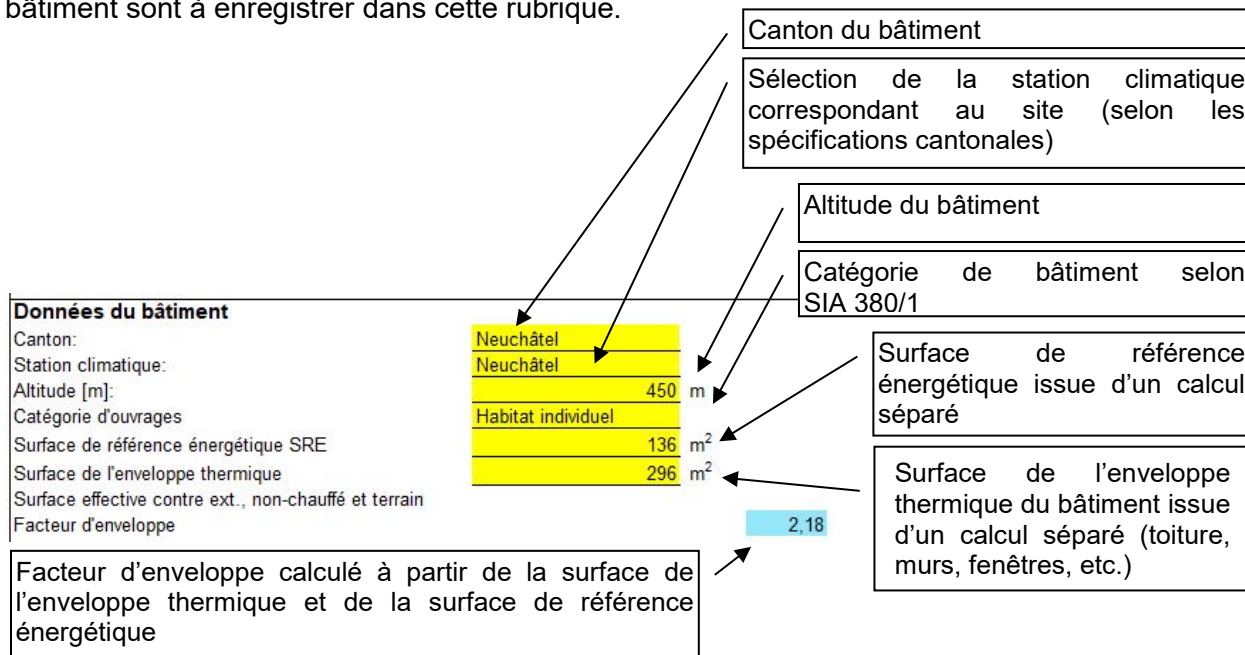 bâtiment sont à enregistrer dans cette rubrique.
Canton du bâtiment
Sélection de la station climatique
correspondant au site (selon les
spécifications cantonales)
Altitude du bâtiment
Catégorie de bâtiment selon
SIA 380/1
Données du bâtiment
Canton: Neuchâtel
Station climatique: Neuchâtel
Altitude [m]: 450 m
Catégorie d'ouvrages Habitat individuel
Surface de référence énergétique SRE 136 m²
Surface de l'enveloppe thermique 296 m²
Surface effective contre ext., non-chauffé et terrain
Facteur d'enveloppe 2,18
Surface de référence
énergétique issue d’un calcul
séparé
Surface de l’enveloppe
thermique du bâtiment issue
d’un calcul séparé (toiture,
murs, fenêtres, etc.)
Facteur d’enveloppe calculé à partir de la surface de
l’enveloppe thermique et de la surface de référence
énergétique